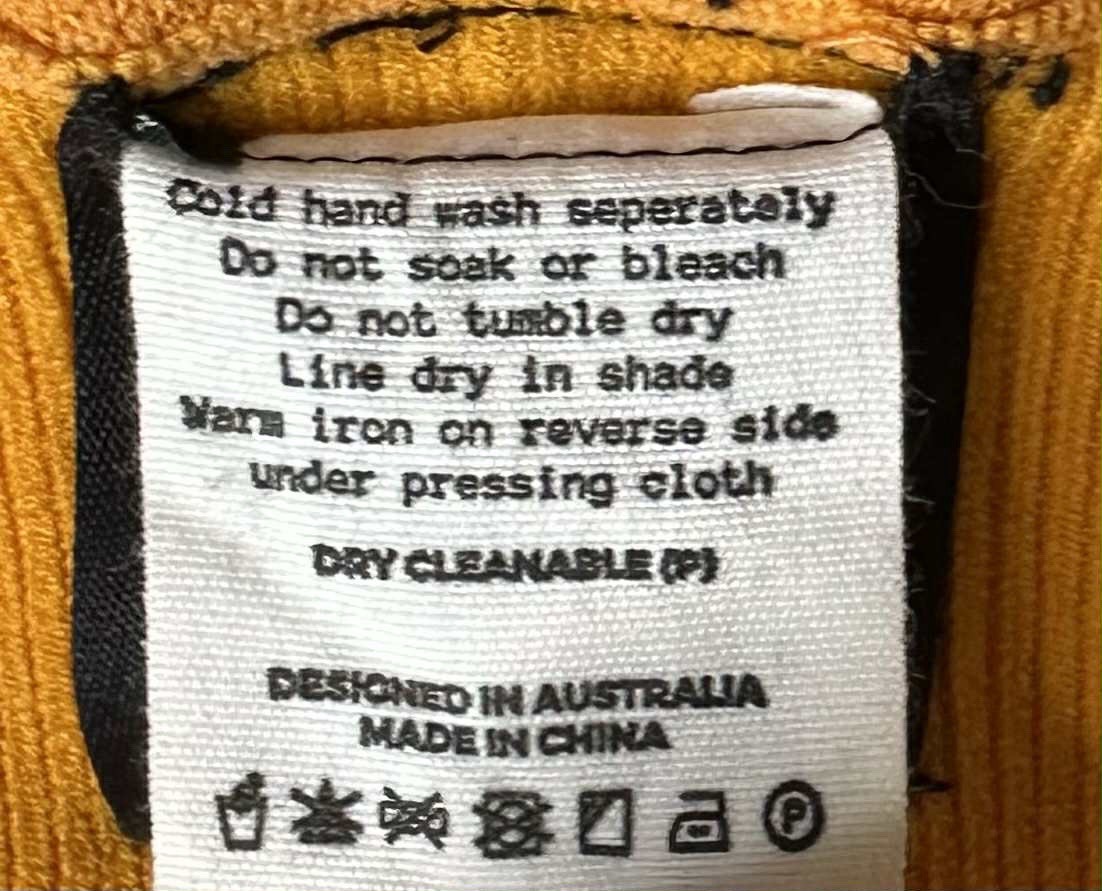 Cold hand wash seperately
Do not soak or bleach
Do not tumble dry
Line dry in shade
Warm iron on reverse side
under pressing cloth
DRY CLEANABLE (P)
DESIGNED IN AUSTRALIA
MADE IN CHINA
P